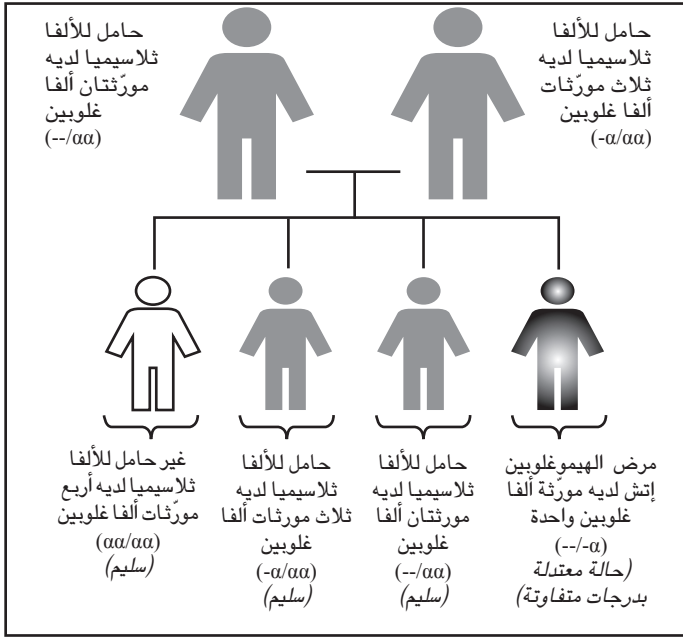 حامل للألفا
ثلاسيميا لديه
ثلاث مورّثات
ألفا غلوبين
(-α/αα)
حامل للألفا
ثلاسيميا لديه
مورّثتان ألفا
غلوبين
(--/αα)
مرض الهيموغلوبين
إتش لديه مورّثة ألفا
غلوبين واحدة
(--/-α)
(حالة معتدلة
بدرجات متفاوتة)
حامل للألفا
ثلاسيميا لديه
مورثتان ألفا
غلوبين
(--/αα)
(سليم)
حامل للألفا
ثلاسيميا لديه
ثلاث مورثات ألفا
غلوبين
(-α/αα)
(سليم)
غير حامل للألفا
ثلاسيميا لديه أربع
مورّثات ألفا غلوبين
(αα/αα)
(سليم)